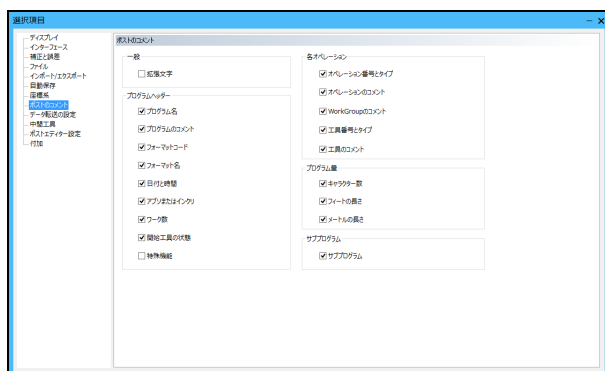 選択項目
ディスプレイ
インターフェース
補正と誤差
ファイル
インポート/エクスポート
自動保存
座標系
ポストのコメント
データ転送の設定
中間工具
ポストエディター設定
付加
ポストのコメント
一般
拡張文字
プログラムヘッダー
プログラム名
プログラムのコメント
フォーマットコード
フォーマット名
日付と時間
アブソまたはインクリ
ワーク数
開始工具の状態
特殊機能
各オペレーション
オペレーション番号とタイプ
オペレーションのコメント
WorkGroupのコメント
工具番号とタイプ
工具のコメント
プログラム量
キャラクター数
フィートの長さ
メートルの長さ
サブプログラム
サブプログラム